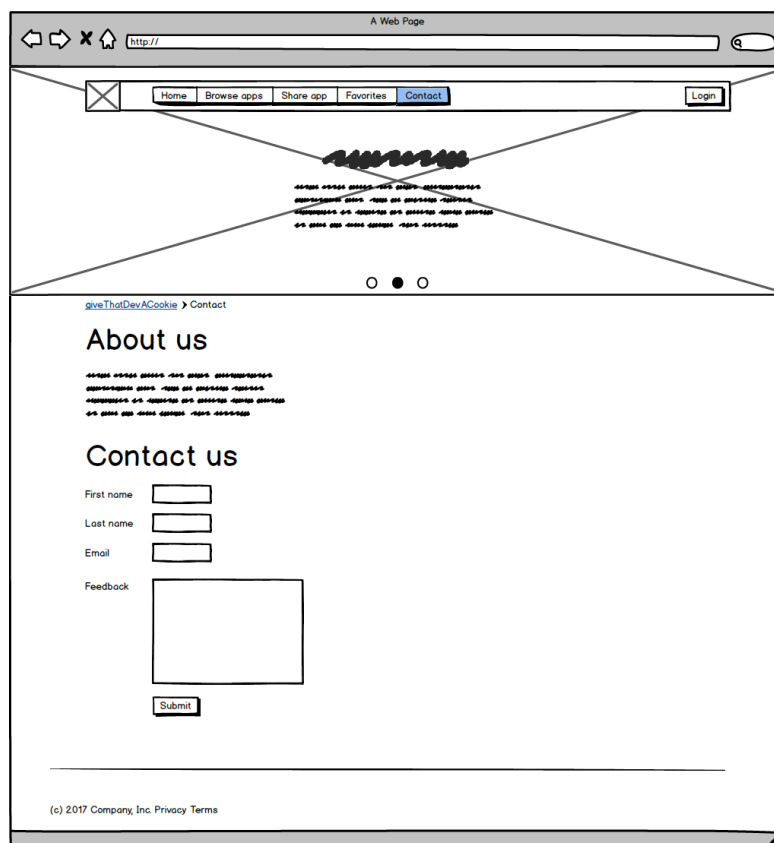 A Web Page
http://
Home Browse apps Share app Favorites Contact Login
giveThatDevACookie > Contact
About us
Contact us
First name
Last name
Email
Feedback
Submit
(c) 2017 Company, Inc. Privacy Terms